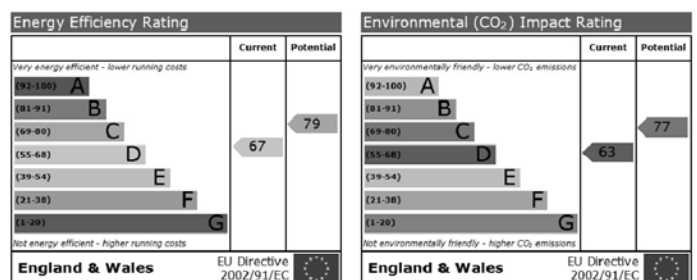 Energy Efficiency Rating
Current Potential
Very energy efficient - lower running costs
(92-100) A
(81-91) B
(69-80) C
79
(55-68) D
67
(39-54) E
(21-38) F
(1-20) G
Not energy efficient - higher running costs
England & Wales
EU Directive
2002/91/EC
Environmental (CO₂) Impact Rating
Current Potential
Very environmentally friendly - lower CO₂ emissions
(92-100) A
(81-91) B
(69-80) C
77
(55-68) D
63
(39-54) E
(21-38) F
(1-20) G
Not environmentally friendly - higher CO₂ emissions
England & Wales
EU Directive
2002/91/EC